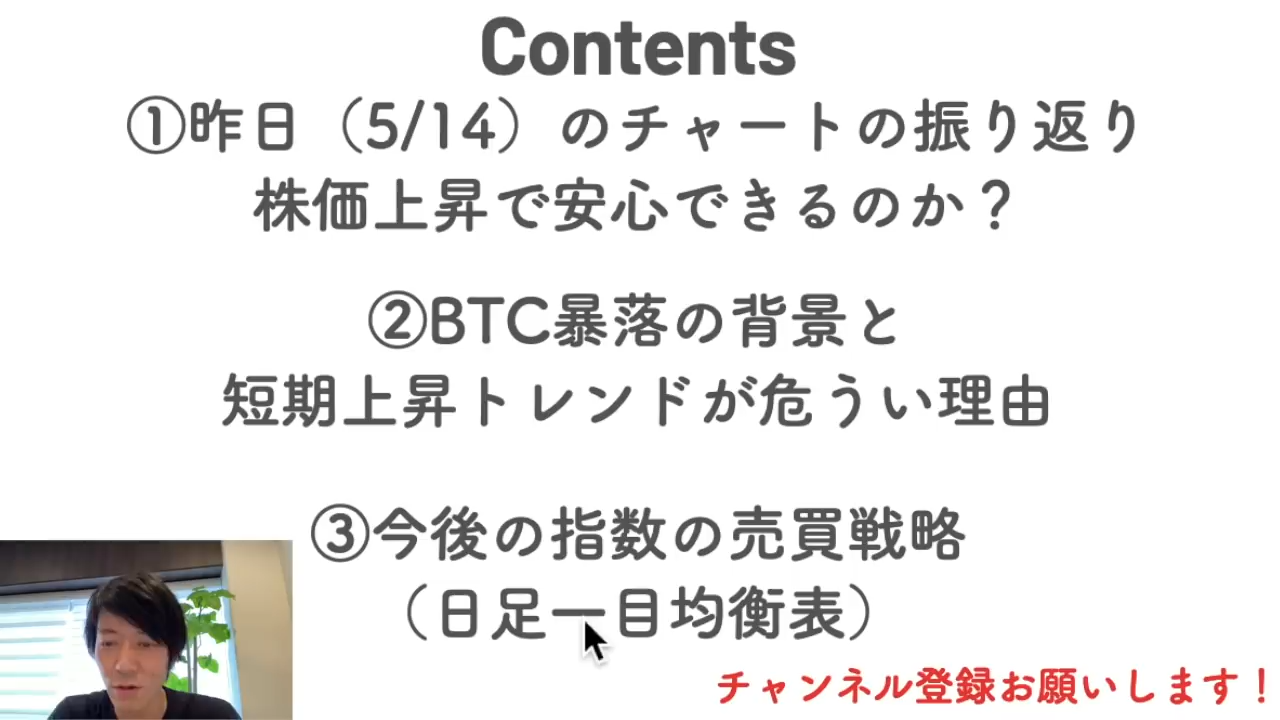 Contents
①昨日（5/14）のチャートの振り返り
株価上昇で安心できるのか？
②BTC暴落の背景と
短期上昇トレンドが危うい理由
③今後の指数の売買戦略
（日足一目均衡表）
チャンネル登録お願いします！